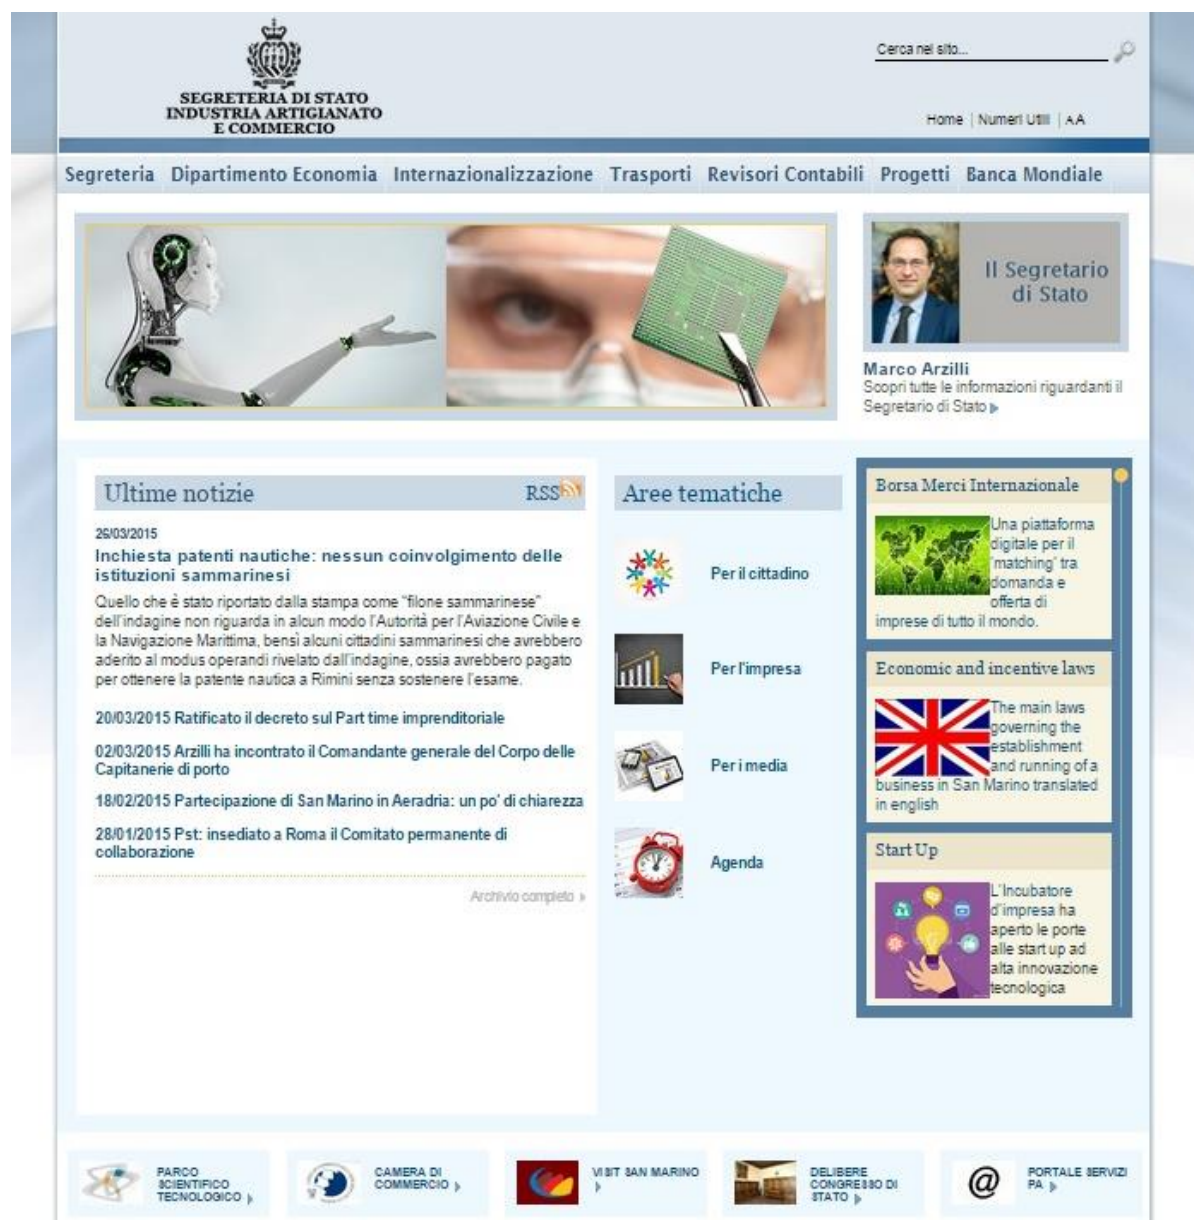 SEGRETERIA DI STATO
INDUSTRIA ARTIGIANATO
E COMMERCIO
Cerca nel sito...
Home | Numeri Utili | AA
Segreteria Dipartimento Economia Internazionalizzazione Trasporti Revisori Contabili Progetti Banca Mondiale
Il Segretario
di Stato
Marco Arzilli
Scopri tutte le informazioni riguardanti il
Segretario di Stato
Ultime notizie RSS
26/03/2015
Inchiesta patenti nautiche: nessun coinvolgimento delle
istituzioni sammarinesi
Quello che è stato riportato dalla stampa come "filone sammarinese"
dell'indagine non riguarda in alcun modo l'Autorità per l'Aviazione Civile e
la Navigazione Marittima, bensì alcuni cittadini sammarinesi che avrebbero
aderito al modus operandi rivelato dall'indagine, ossia avrebbero pagato
per ottenere la patente nautica a Rimini senza sostenere l'esame.
20/03/2015 Ratificato il decreto sul Part time imprenditoriale
02/03/2015 Arzilli ha incontrato il Comandante generale del Corpo delle
Capitanerie di porto
18/02/2015 Partecipazione di San Marino in Aeradria: un po' di chiarezza
28/01/2015 Pst: insediato a Roma il Comitato permanente di
collaborazione
Archivio completo
Aree tematiche
Per il cittadino
Per l'impresa
Per i media
Agenda
Borsa Merci Internazionale
Una piattaforma
digitale per il
'matching' tra
domanda e
offerta di
imprese di tutto il mondo.
Economic and incentive laws
The main laws
governing the
establishment
and running of a
business in San Marino translated
in english
Start Up
L'Incubatore
d'impresa ha
aperto le porte
alle start up ad
alta innovazione
tecnologica
PARCO
SCIENTIFICO
TECNOLOGICO
CAMERA DI
COMMERCIO
VISIT SAN MARINO
DELIBERE
CONGRESSO DI
STATO
@
PORTALE SERVIZI
PA